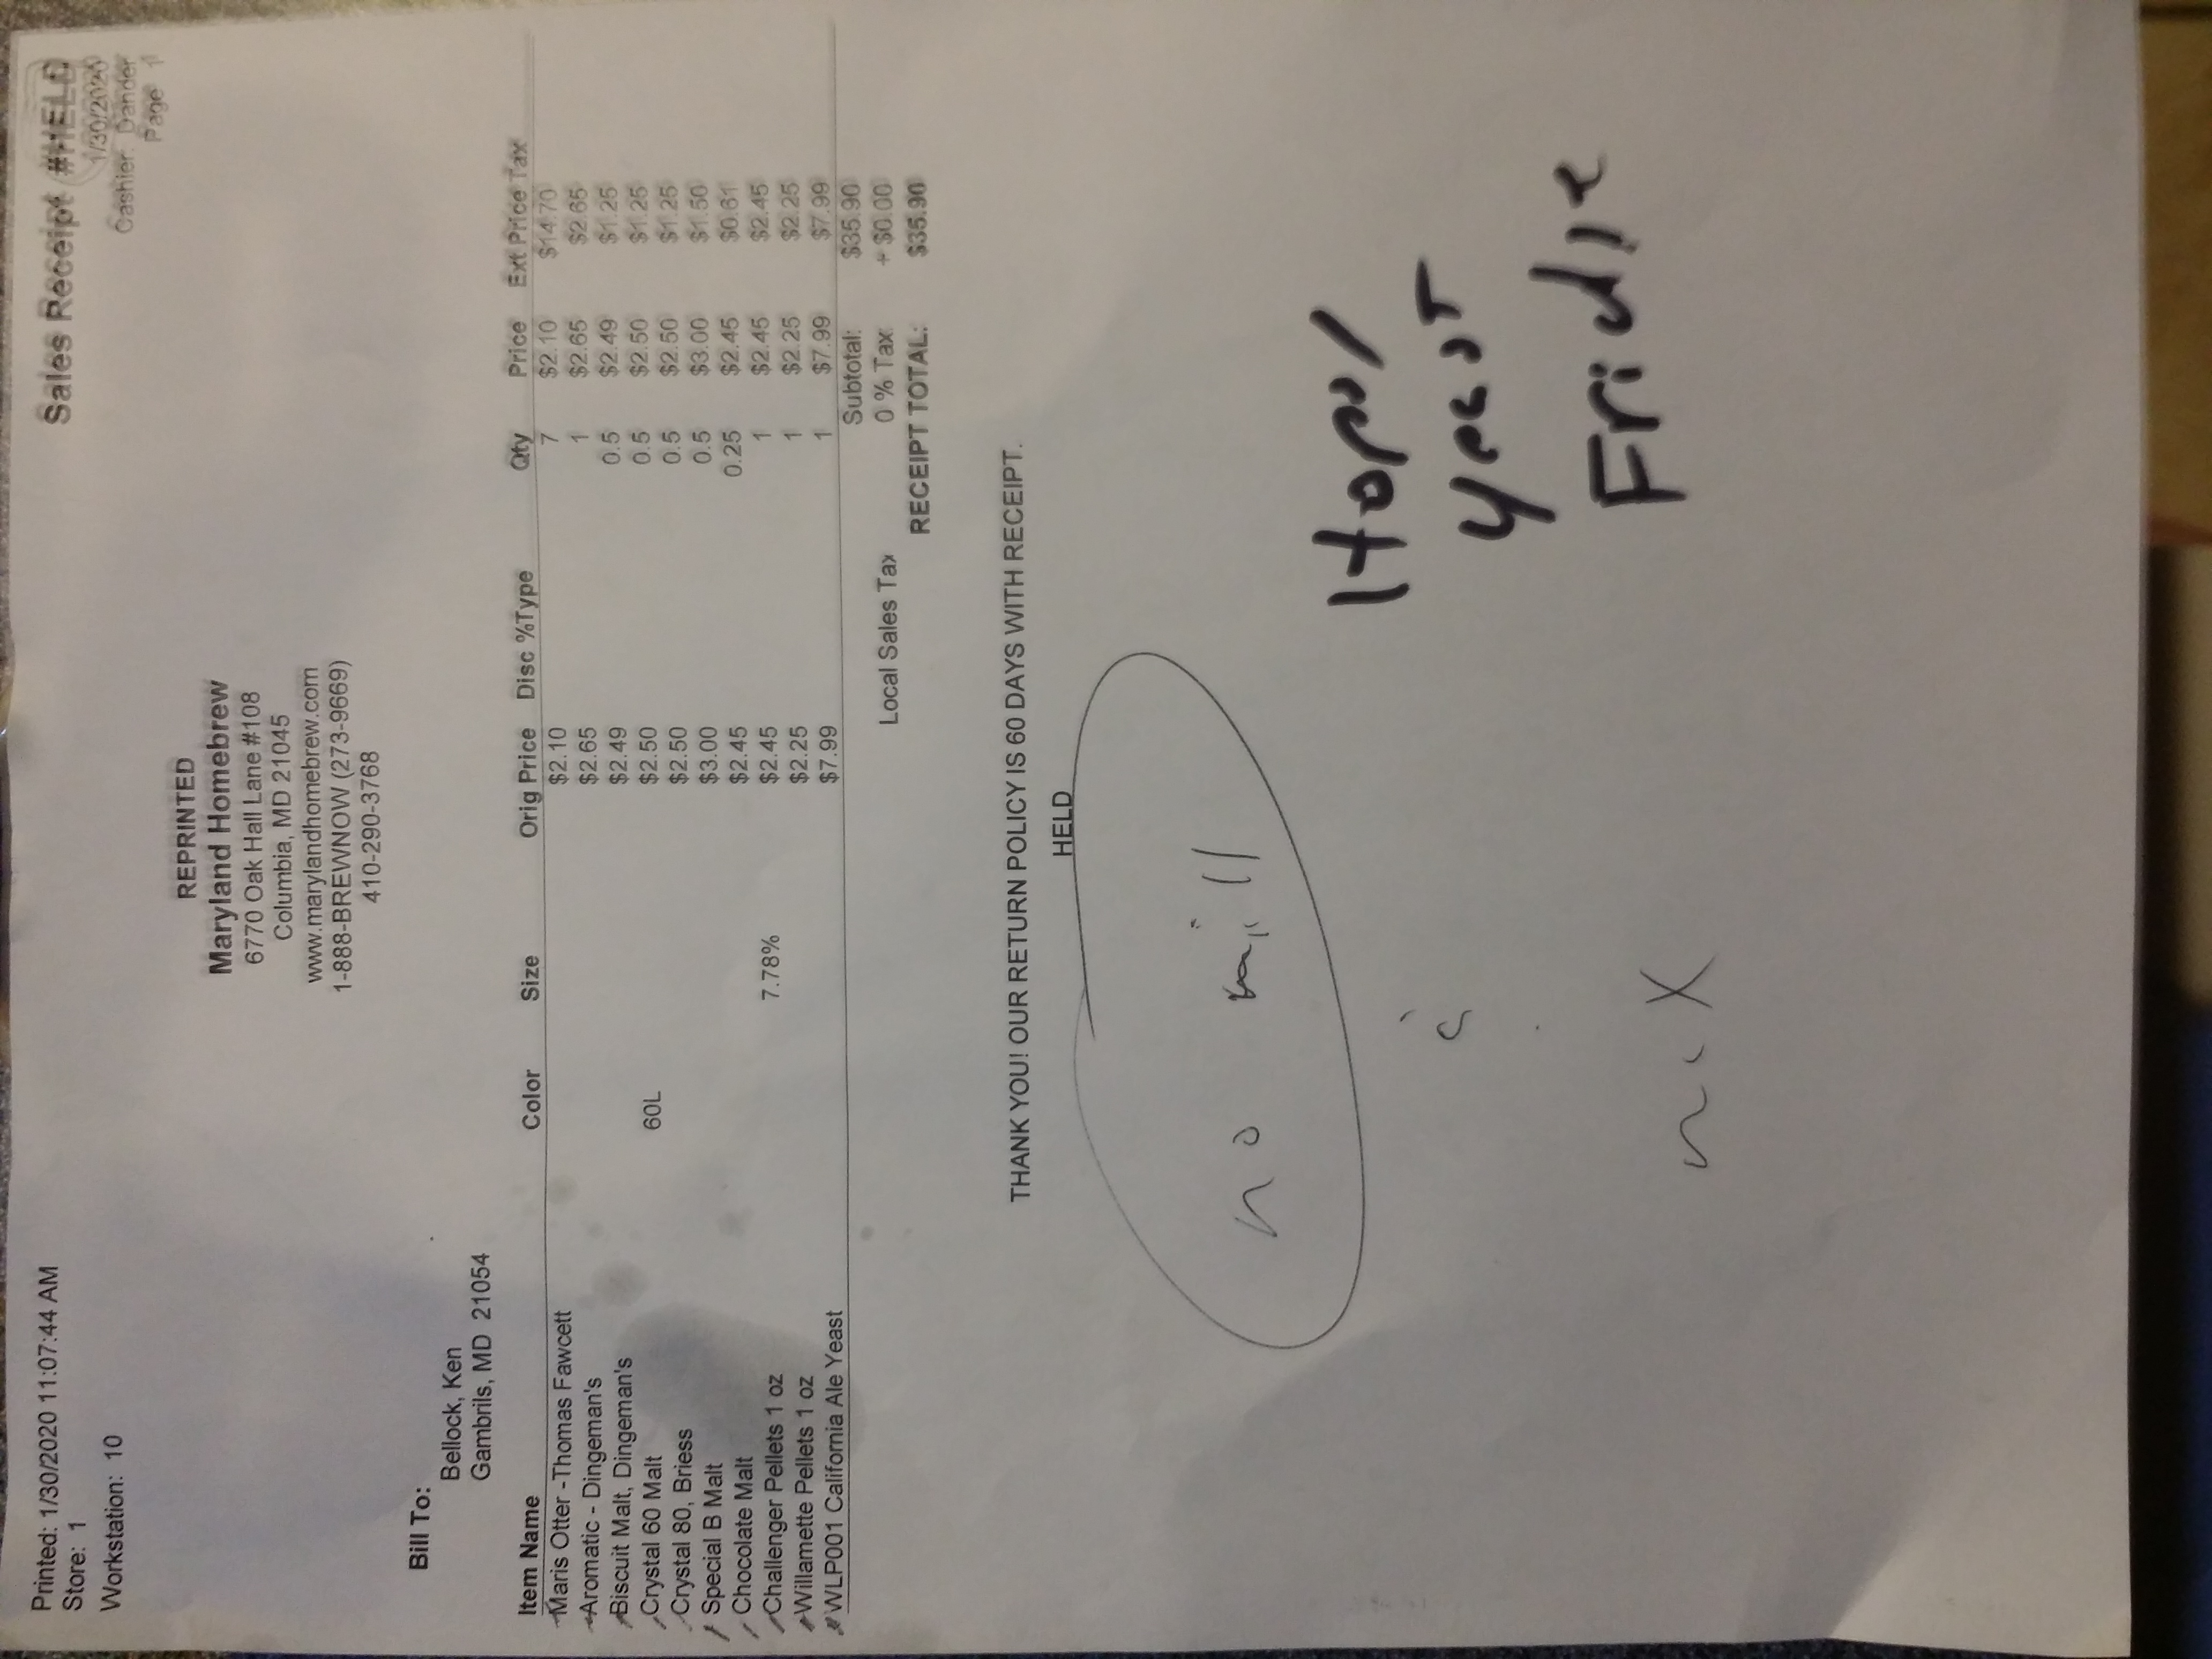 Printed: 1/30/2020 11:07:44 AM
Store: 1
Workstation: 10
Sales Receipt #HELD
1/30/2020
Cashier: Dander
Page 1
REPRINTED
Maryland Homebrew
6770 Oak Hall Lane #108
Columbia, MD 21045
www.marylandhomebrew.com
1-888-BREWNOW (273-9669)
410-290-3768
Bill To:
Bellock, Ken
Gambrils, MD 21054
Item Name Color Size Orig Price Disc %Type Qty Price Ext Price Tax
Maris Otter -Thomas Fawcett $2.10 7 $2.10 $14.70
Aromatic - Dingeman's $2.65 1 $2.65 $2.65
Biscuit Malt, Dingeman's $2.49 0.5 $2.49 $1.25
Crystal 60 Malt 60L $2.50 0.5 $2.50 $1.25
Crystal 80, Briess $2.50 0.5 $2.50 $1.25
Special B Malt $3.00 0.5 $3.00 $1.50
Chocolate Malt $2.45 0.25 $2.45 $0.61
Challenger Pellets 1 oz 7.78% $2.45 1 $2.45 $2.45
Willamette Pellets 1 oz $2.25 1 $2.25 $2.25
WLP001 California Ale Yeast $7.99 1 $7.99 $7.99
Subtotal: $35.90
Local Sales Tax 0 % Tax: + $0.00
RECEIPT TOTAL: $35.90
THANK YOU! OUR RETURN POLICY IS 60 DAYS WITH RECEIPT.
HELD
no mill
Hops/
yeast
Fridge
mix